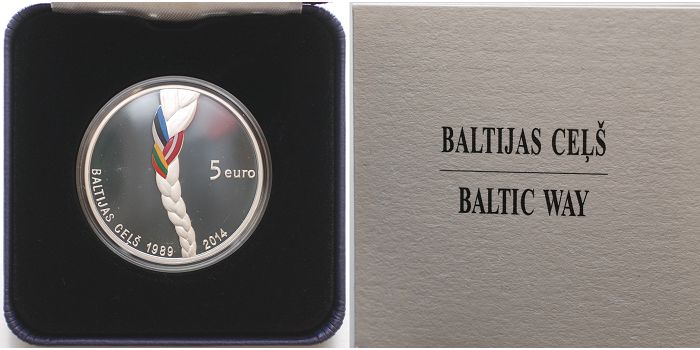 5 euro
BALTIJAS CEĻŠ 1989 2014
BALTIJAS CEĻŠ
BALTIC WAY